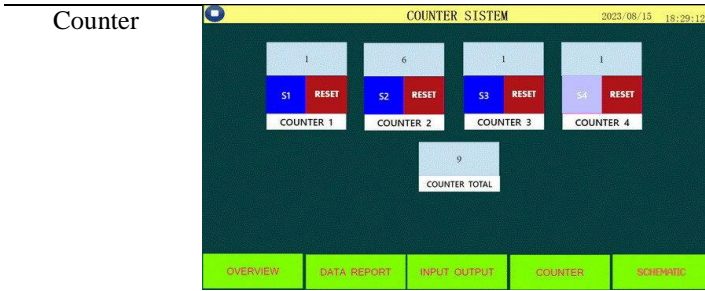 Counter
COUNTER SISTEM
2023/08/15 18:29:12
1 6 1 1
S1 RESET S2 RESET S3 RESET S4 RESET
COUNTER 1 COUNTER 2 COUNTER 3 COUNTER 4
9
COUNTER TOTAL
OVERVIEW DATA REPORT INPUT OUTPUT COUNTER SCHEMATIC